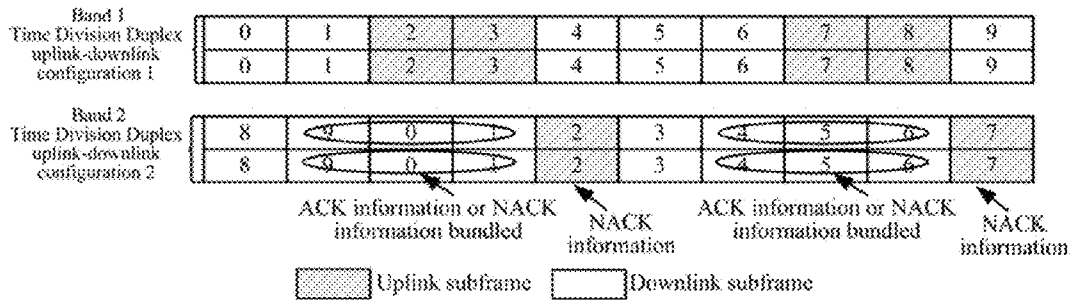 Band 1
Time Division Duplex
uplink-downlink
configuration 1
0 1 2 3 4 5 6 7 8 9
0 1 2 3 4 5 6 7 8 9
Band 2
Time Division Duplex
uplink-downlink
configuration 2
8 9 0 1 2 3 4 5 6 7
8 9 0 1 2 3 4 5 6 7
ACK information or NACK
information bundled
NACK
information
ACK information or NACK
information bundled
NACK
information
Uplink subframe
Downlink subframe